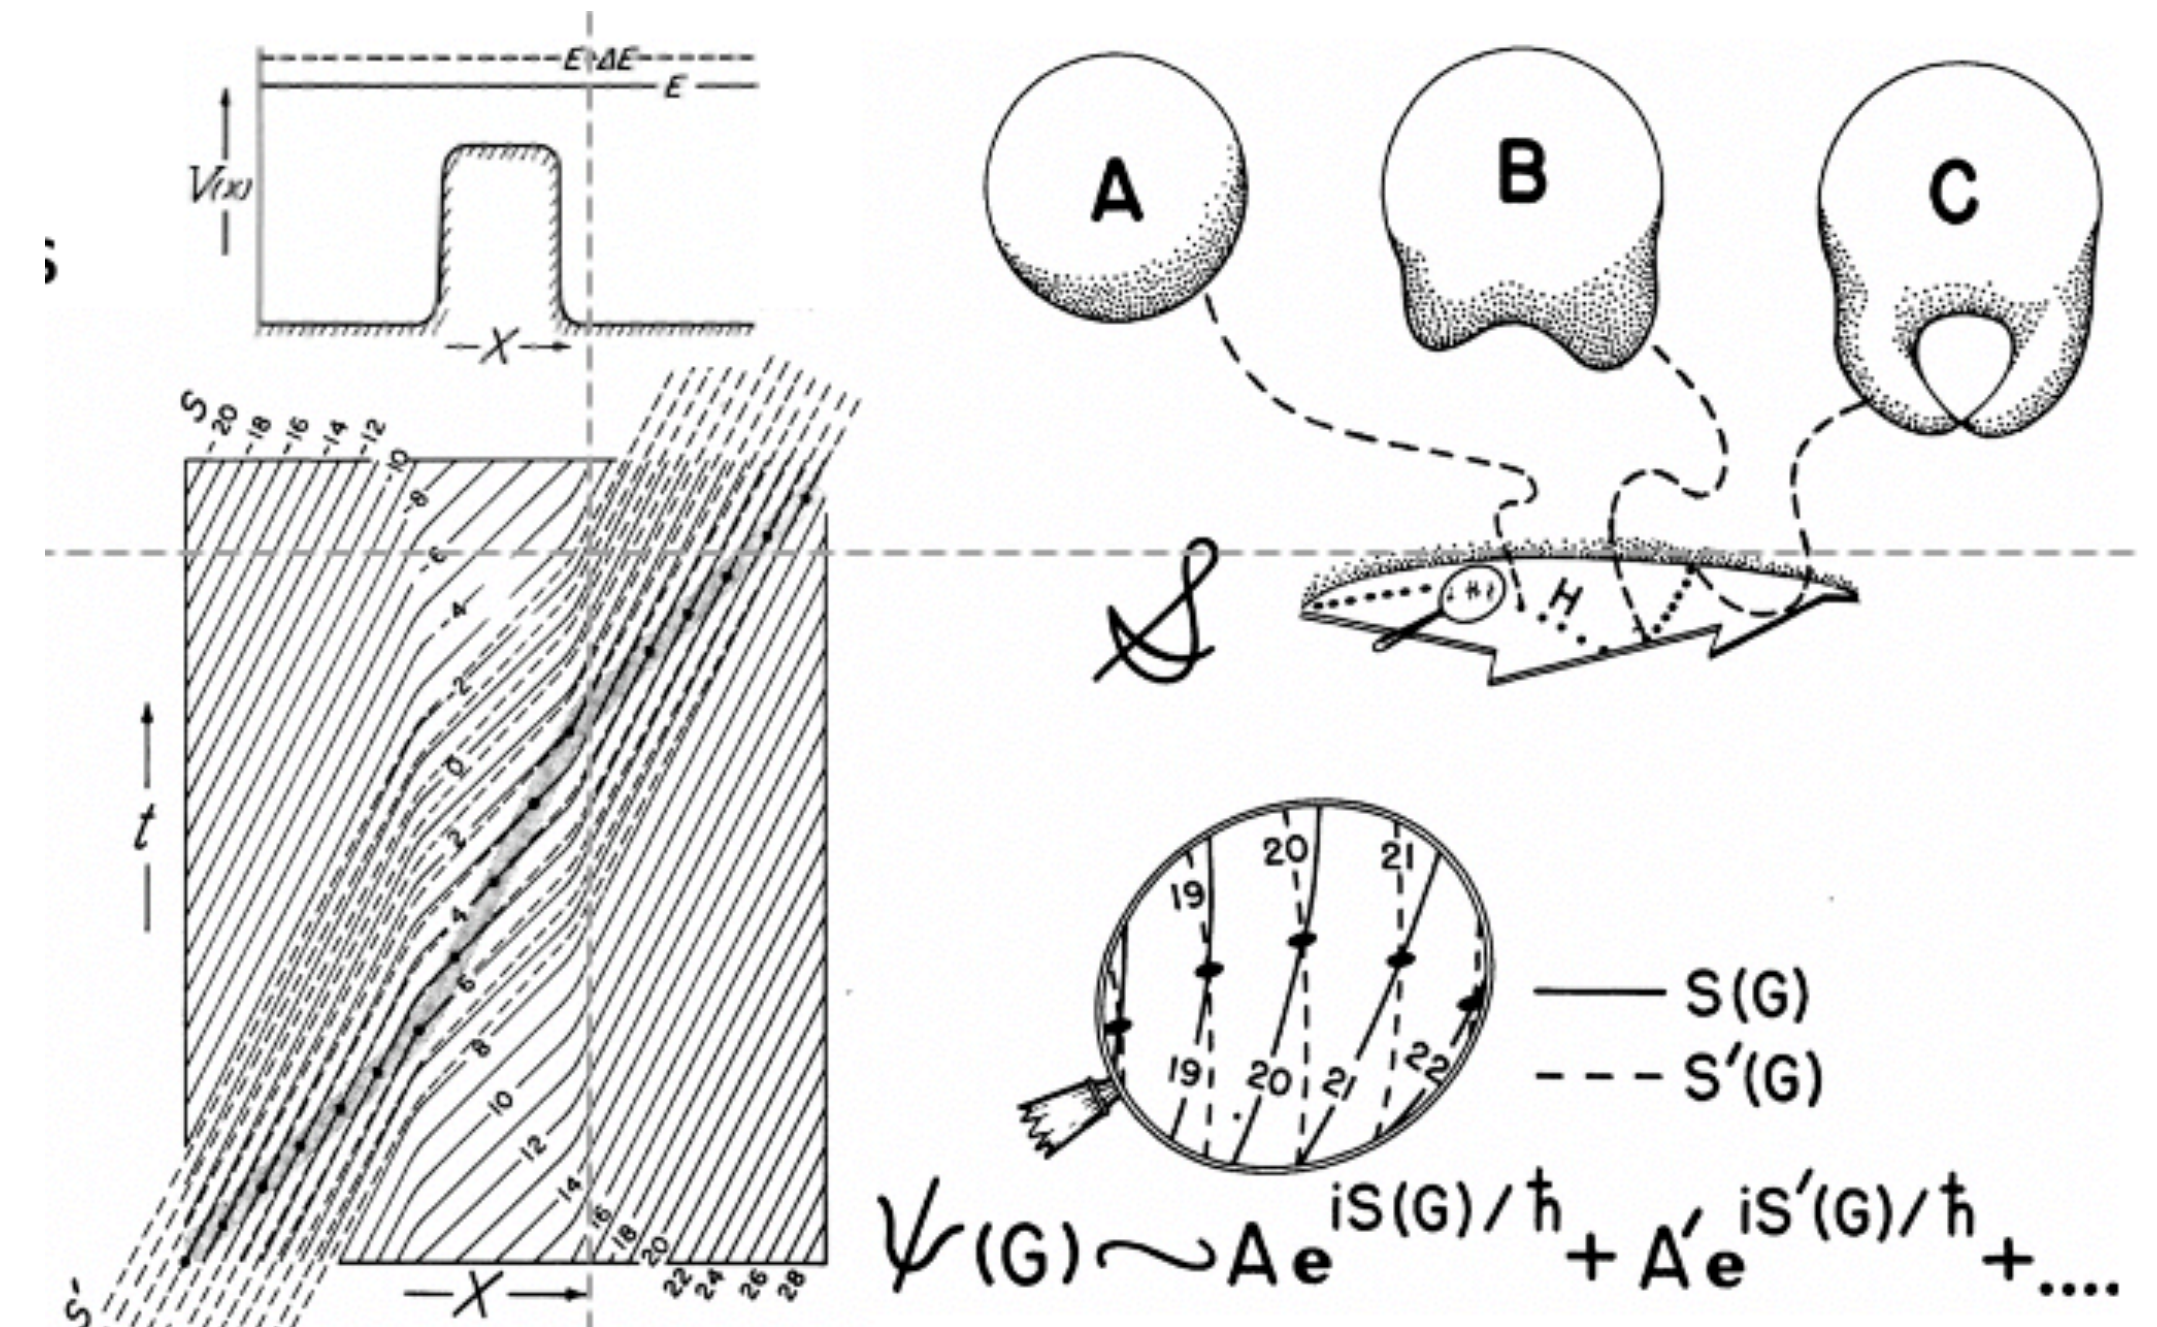 E+ΔE
E
V(x)
X
S
-20
-18
-16
-14
-12
-10
-8
-6
-4
-2
0
2
4
6
8
10
12
14
16
18
20
22
24
26
28
t
X
S'
A
B
C
S
H
19
20
21
19
20
21
22
S(G)
S′(G)
ψ(G)~Ae^{iS(G)/ħ}+A′e^{iS′(G)/ħ}+....